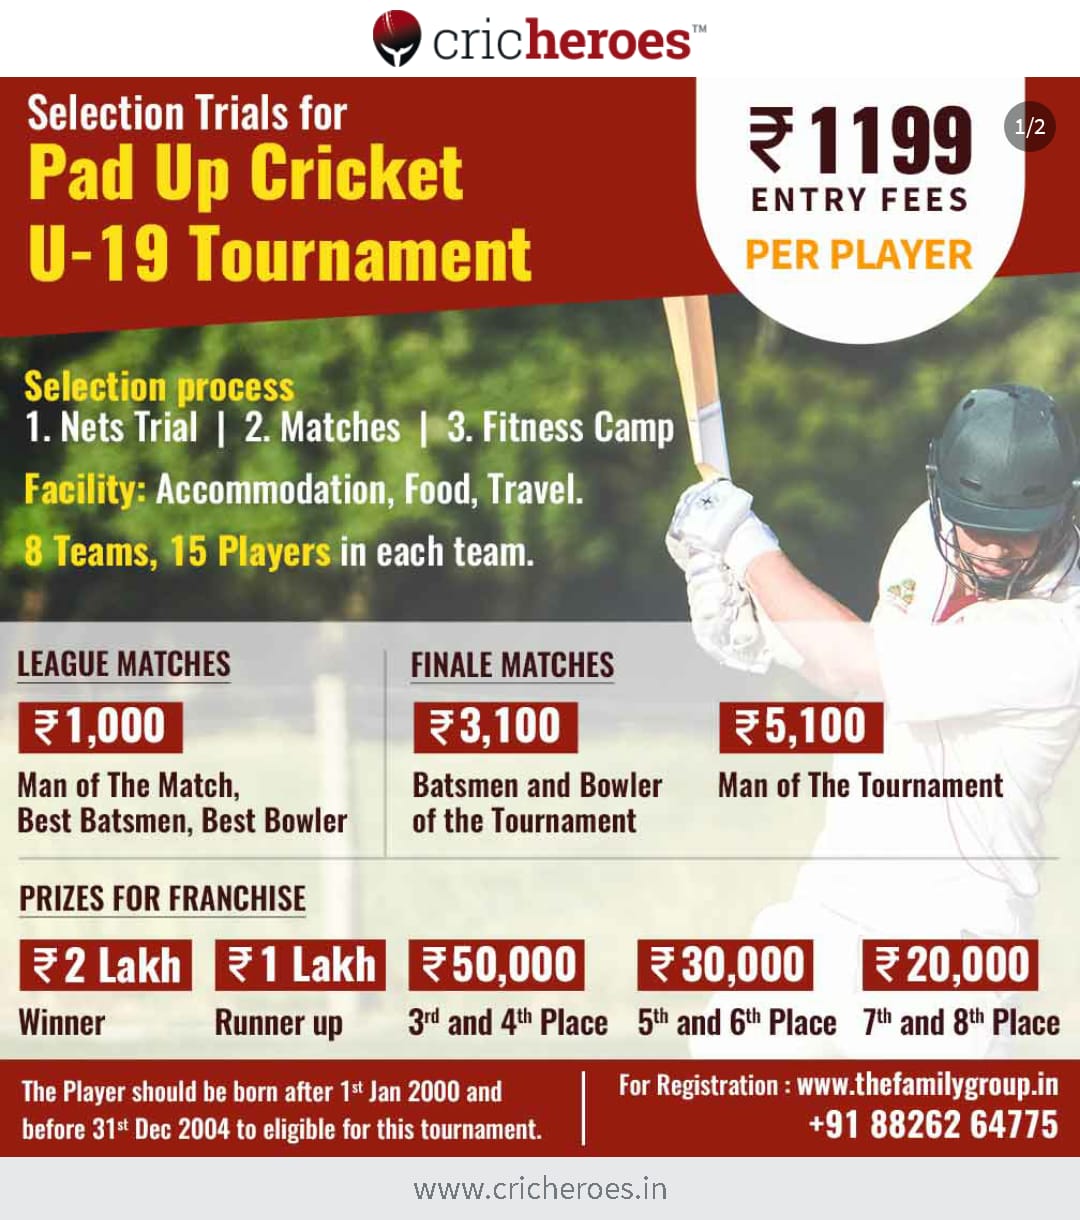 cricheroes™
Selection Trials for
Pad Up Cricket
U-19 Tournament
₹1199
ENTRY FEES
PER PLAYER
1/2
Selection process
1. Nets Trial | 2. Matches | 3. Fitness Camp
Facility: Accommodation, Food, Travel.
8 Teams, 15 Players in each team.
LEAGUE MATCHES
₹1,000
Man of The Match,
Best Batsmen, Best Bowler
FINALE MATCHES
₹3,100
Batsmen and Bowler
of the Tournament
₹5,100
Man of The Tournament
PRIZES FOR FRANCHISE
₹2 Lakh
Winner
₹1 Lakh
Runner up
₹50,000
3rd and 4th Place
₹30,000
5th and 6th Place
₹20,000
7th and 8th Place
The Player should be born after 1st Jan 2000 and
before 31st Dec 2004 to eligible for this tournament.
For Registration : www.thefamilygroup.in
+91 88262 64775
www.cricheroes.in